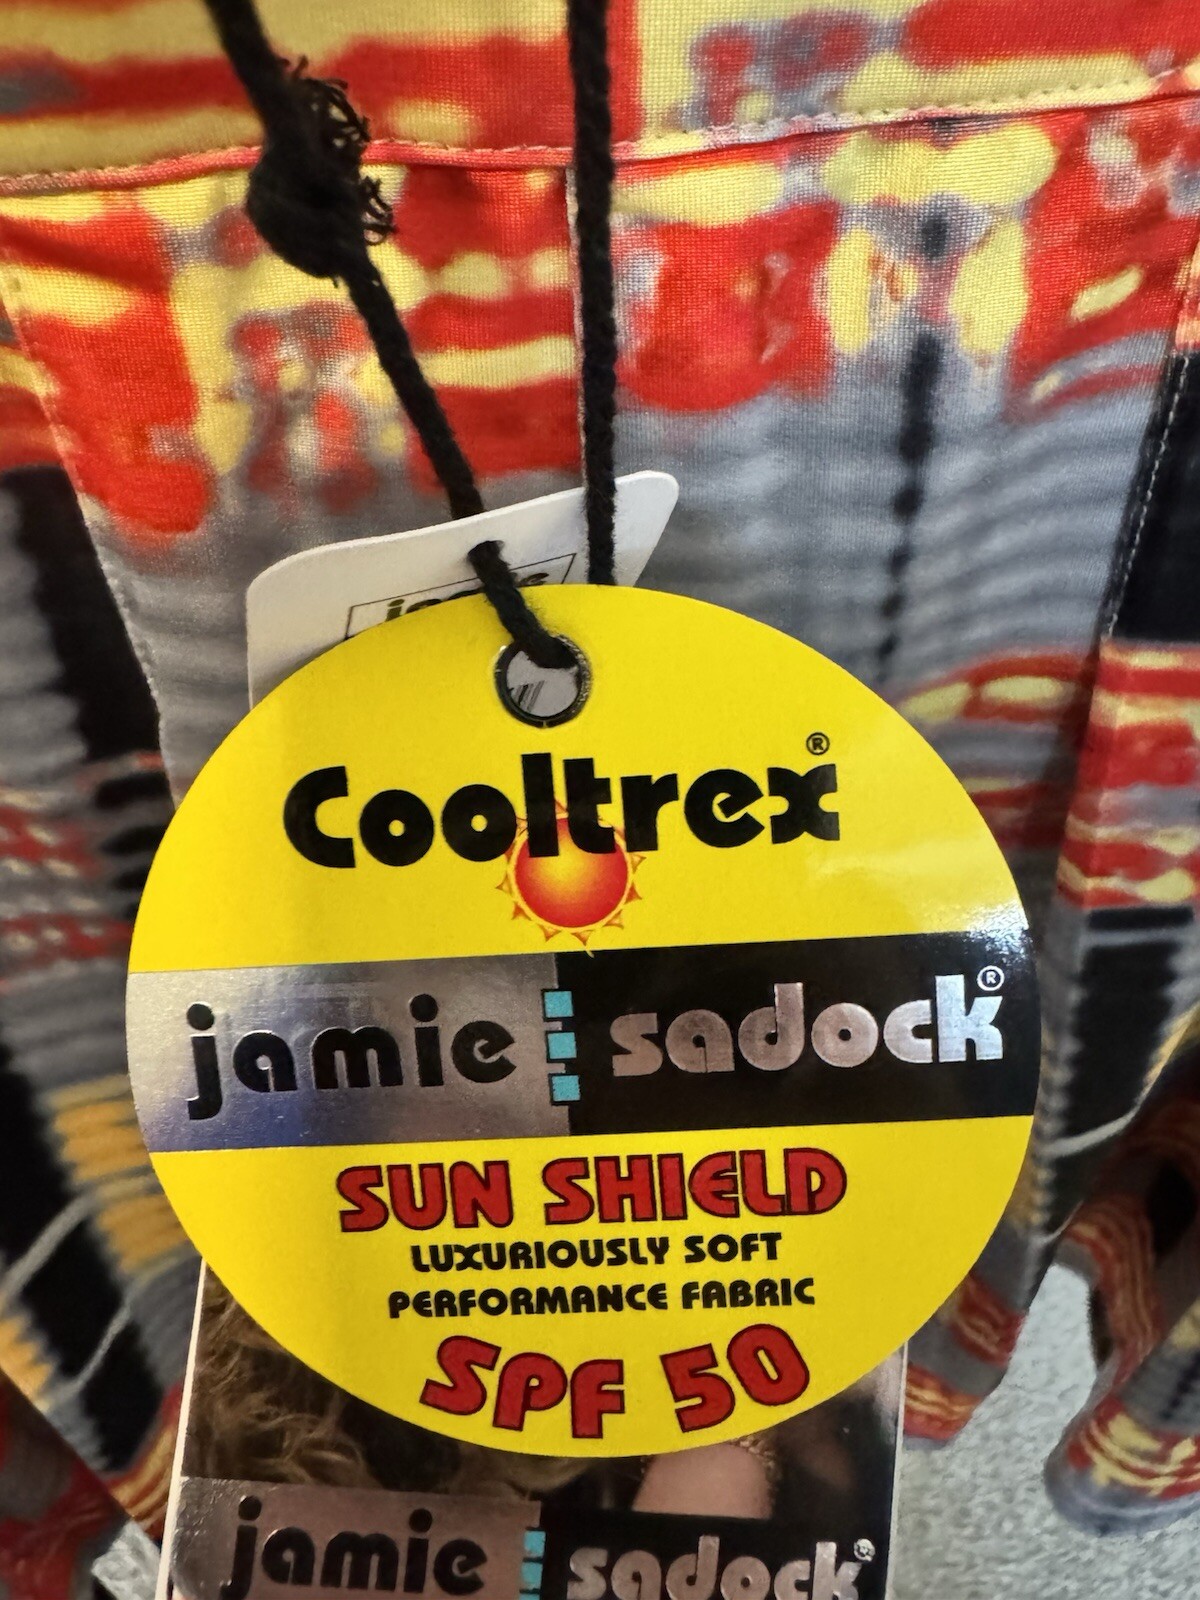 Cooltrex®
jamie sadock®
SUN SHIELD
LUXURIOUSLY SOFT
PERFORMANCE FABRIC
SPF 50
jamie sadock®